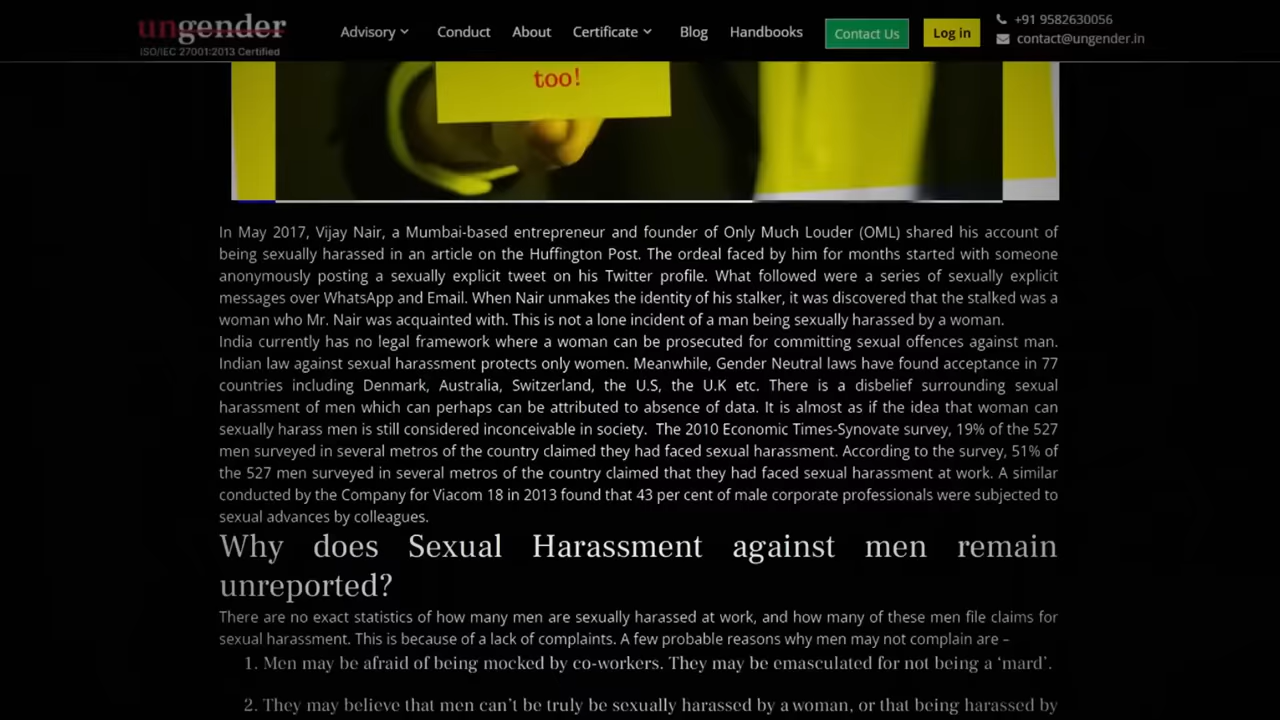 ungender
ISO/IEC 27001:2013 Certified
Advisory
Conduct
About
Certificate
Blog
Handbooks
Contact Us
Log in
+91 9582630056
contact@ungender.in
too!
In May 2017, Vijay Nair, a Mumbai-based entrepreneur and founder of Only Much Louder (OML) shared his account of
being sexually harassed in an article on the Huffington Post. The ordeal faced by him for months started with someone
anonymously posting a sexually explicit tweet on his Twitter profile. What followed were a series of sexually explicit
messages over WhatsApp and Email. When Nair unmakes the identity of his stalker, it was discovered that the stalked was a
woman who Mr. Nair was acquainted with. This is not a lone incident of a man being sexually harassed by a woman.
India currently has no legal framework where a woman can be prosecuted for committing sexual offences against man.
Indian law against sexual harassment protects only women. Meanwhile, Gender Neutral laws have found acceptance in 77
countries including Denmark, Australia, Switzerland, the U.S, the U.K etc. There is a disbelief surrounding sexual
harassment of men which can perhaps can be attributed to absence of data. It is almost as if the idea that woman can
sexually harass men is still considered inconceivable in society. The 2010 Economic Times-Synovate survey, 19% of the 527
men surveyed in several metros of the country claimed they had faced sexual harassment. According to the survey, 51% of
the 527 men surveyed in several metros of the country claimed that they had faced sexual harassment at work. A similar
conducted by the Company for Viacom 18 in 2013 found that 43 per cent of male corporate professionals were subjected to
sexual advances by colleagues.
Why does Sexual Harassment against men remain
unreported?
There are no exact statistics of how many men are sexually harassed at work, and how many of these men file claims for
sexual harassment. This is because of a lack of complaints. A few probable reasons why men may not complain are –
1. Men may be afraid of being mocked by co-workers. They may be emasculated for not being a ‘mard’.
2. They may believe that men can’t be truly be sexually harassed by a woman, or that being harassed by